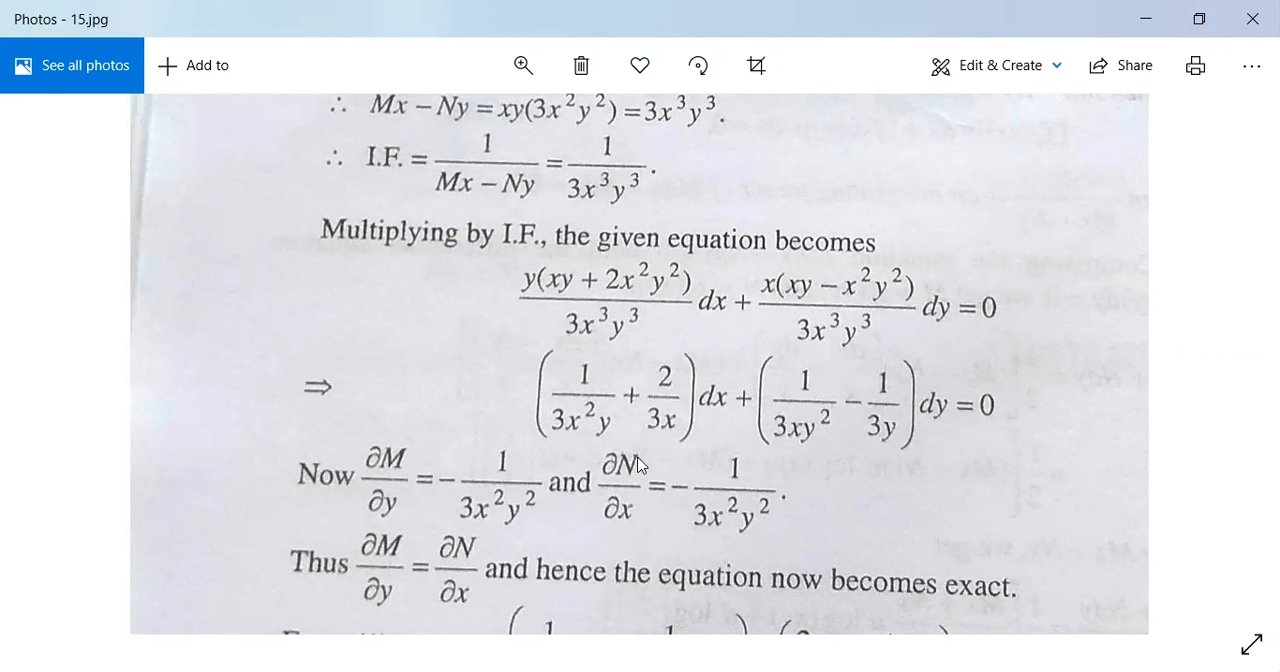 Photos - 15.jpg
See all photos
Add to
Edit & Create
Share
∴ Mx – Ny = xy(3x²y²) = 3x³y³.
∴ I.F. = 1/(Mx – Ny) = 1/(3x³y³).
Multiplying by I.F., the given equation becomes
y(xy + 2x²y²)/(3x³y³) dx + x(xy – x²y²)/(3x³y³) dy = 0
⇒ (1/(3x²y) + 2/(3x)) dx + (1/(3xy²) – 1/(3y)) dy = 0
Now ∂M/∂y = – 1/(3x²y²) and ∂N/∂x = – 1/(3x²y²).
Thus ∂M/∂y = ∂N/∂x and hence the equation now becomes exact.